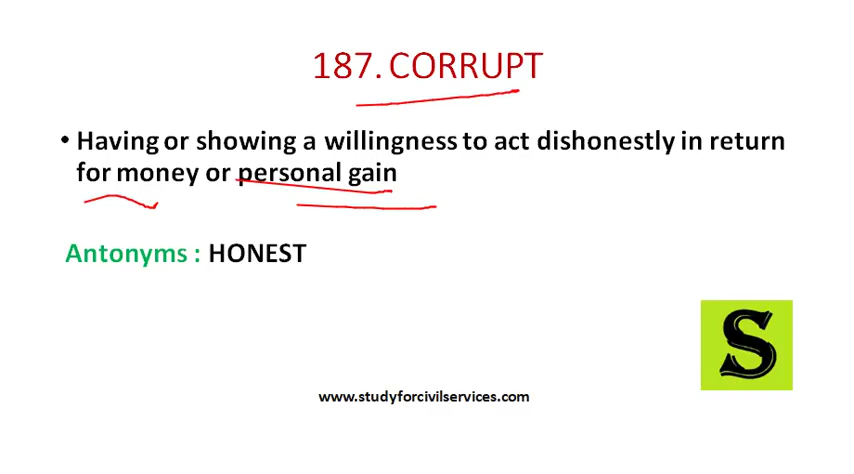 187. CORRUPT
• Having or showing a willingness to act dishonestly in return
for money or personal gain
Antonyms : HONEST
S
www.studyforcivilservices.com